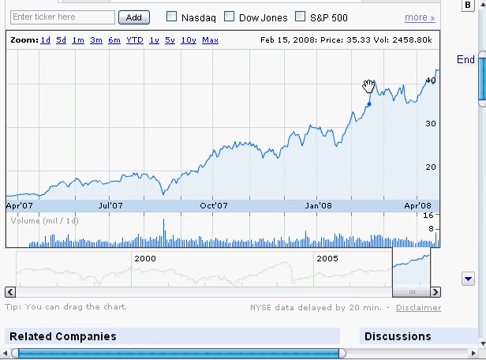 Enter ticker here Add Nasdaq Dow Jones S&P 500 more »
B
Zoom: 1d 5d 1m 3m 6m YTD 1y 5y 10y Max Feb 15, 2008: Price: 35.33 Vol: 2458.80k
End
40
30
20
Apr'07 Jul'07 Oct'07 Jan'08 Apr'08
Volume (mil / 1d) 16
8
2000 2005
Tip: You can drag the chart. NYSE data delayed by 20 min. - Disclaimer
Related Companies Discussions